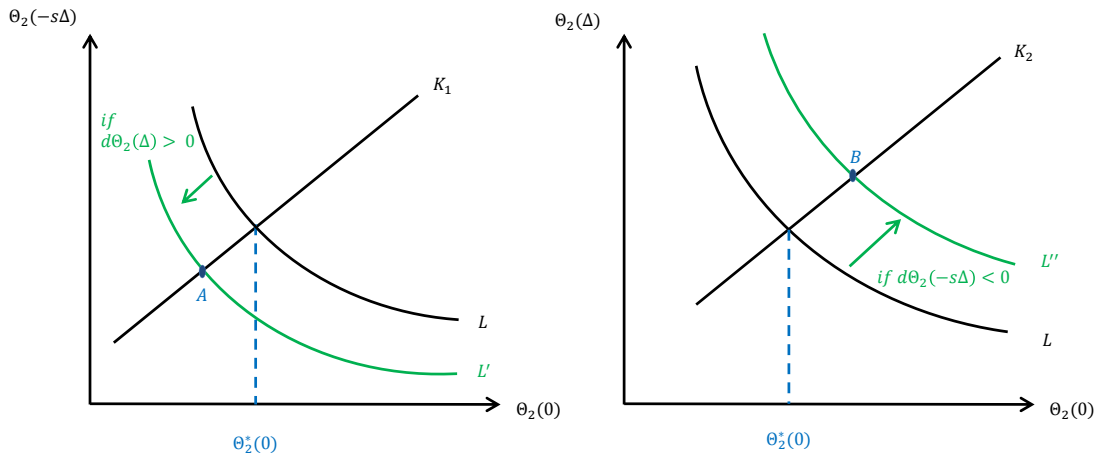 Θ₂(−sΔ)
K₁
if
dΘ₂(Δ) > 0
A
L
L′
Θ₂(0)
Θ₂*(0)
Θ₂(Δ)
K₂
B
L′′
if dΘ₂(−sΔ) < 0
L
Θ₂(0)
Θ₂*(0)